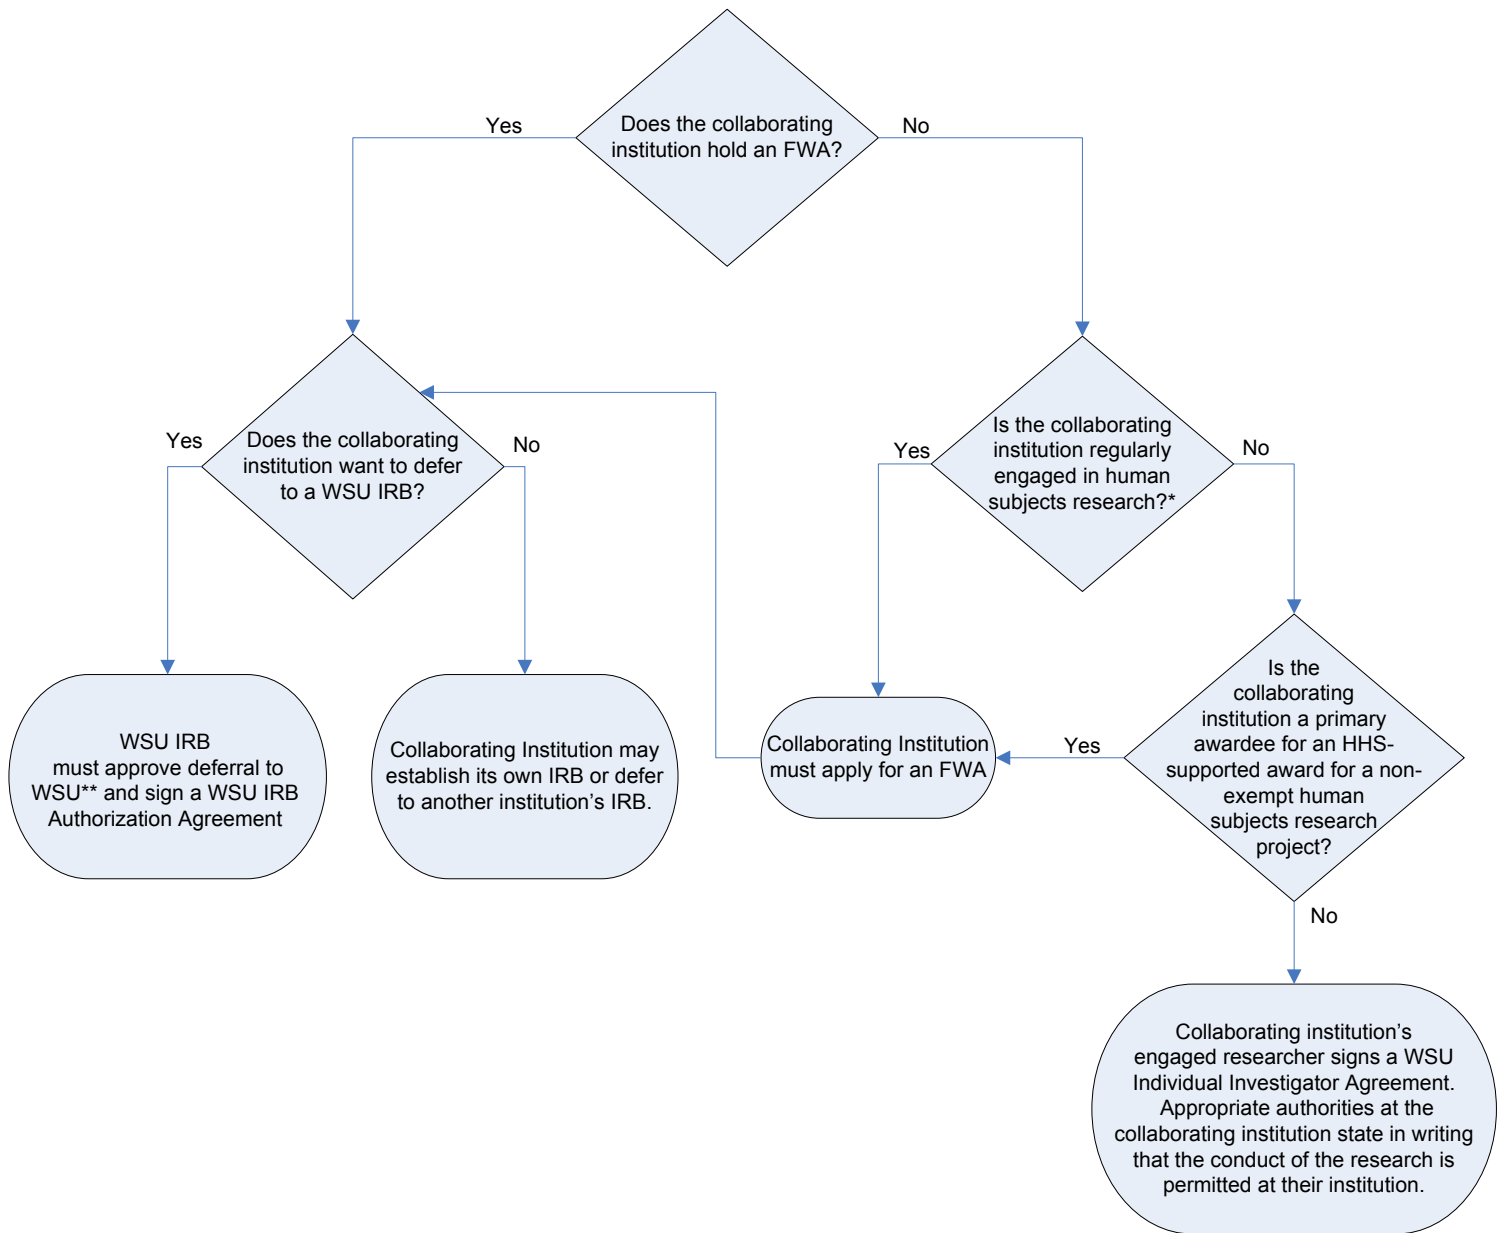 Does the collaborating
institution hold an FWA?
Yes
No
Does the collaborating
institution want to defer
to a WSU IRB?
Yes
No
Is the collaborating
institution regularly
engaged in human
subjects research?*
Yes
No
WSU IRB
must approve deferral to
WSU** and sign a WSU IRB
Authorization Agreement
Collaborating Institution may
establish its own IRB or defer
to another institution’s IRB.
Collaborating Institution
must apply for an FWA
Yes
Is the
collaborating
institution a primary
awardee for an HHS-
supported award for a non-
exempt human
subjects research
project?
No
Collaborating institution’s
engaged researcher signs a WSU
Individual Investigator Agreement.
Appropriate authorities at the
collaborating institution state in writing
that the conduct of the research is
permitted at their institution.